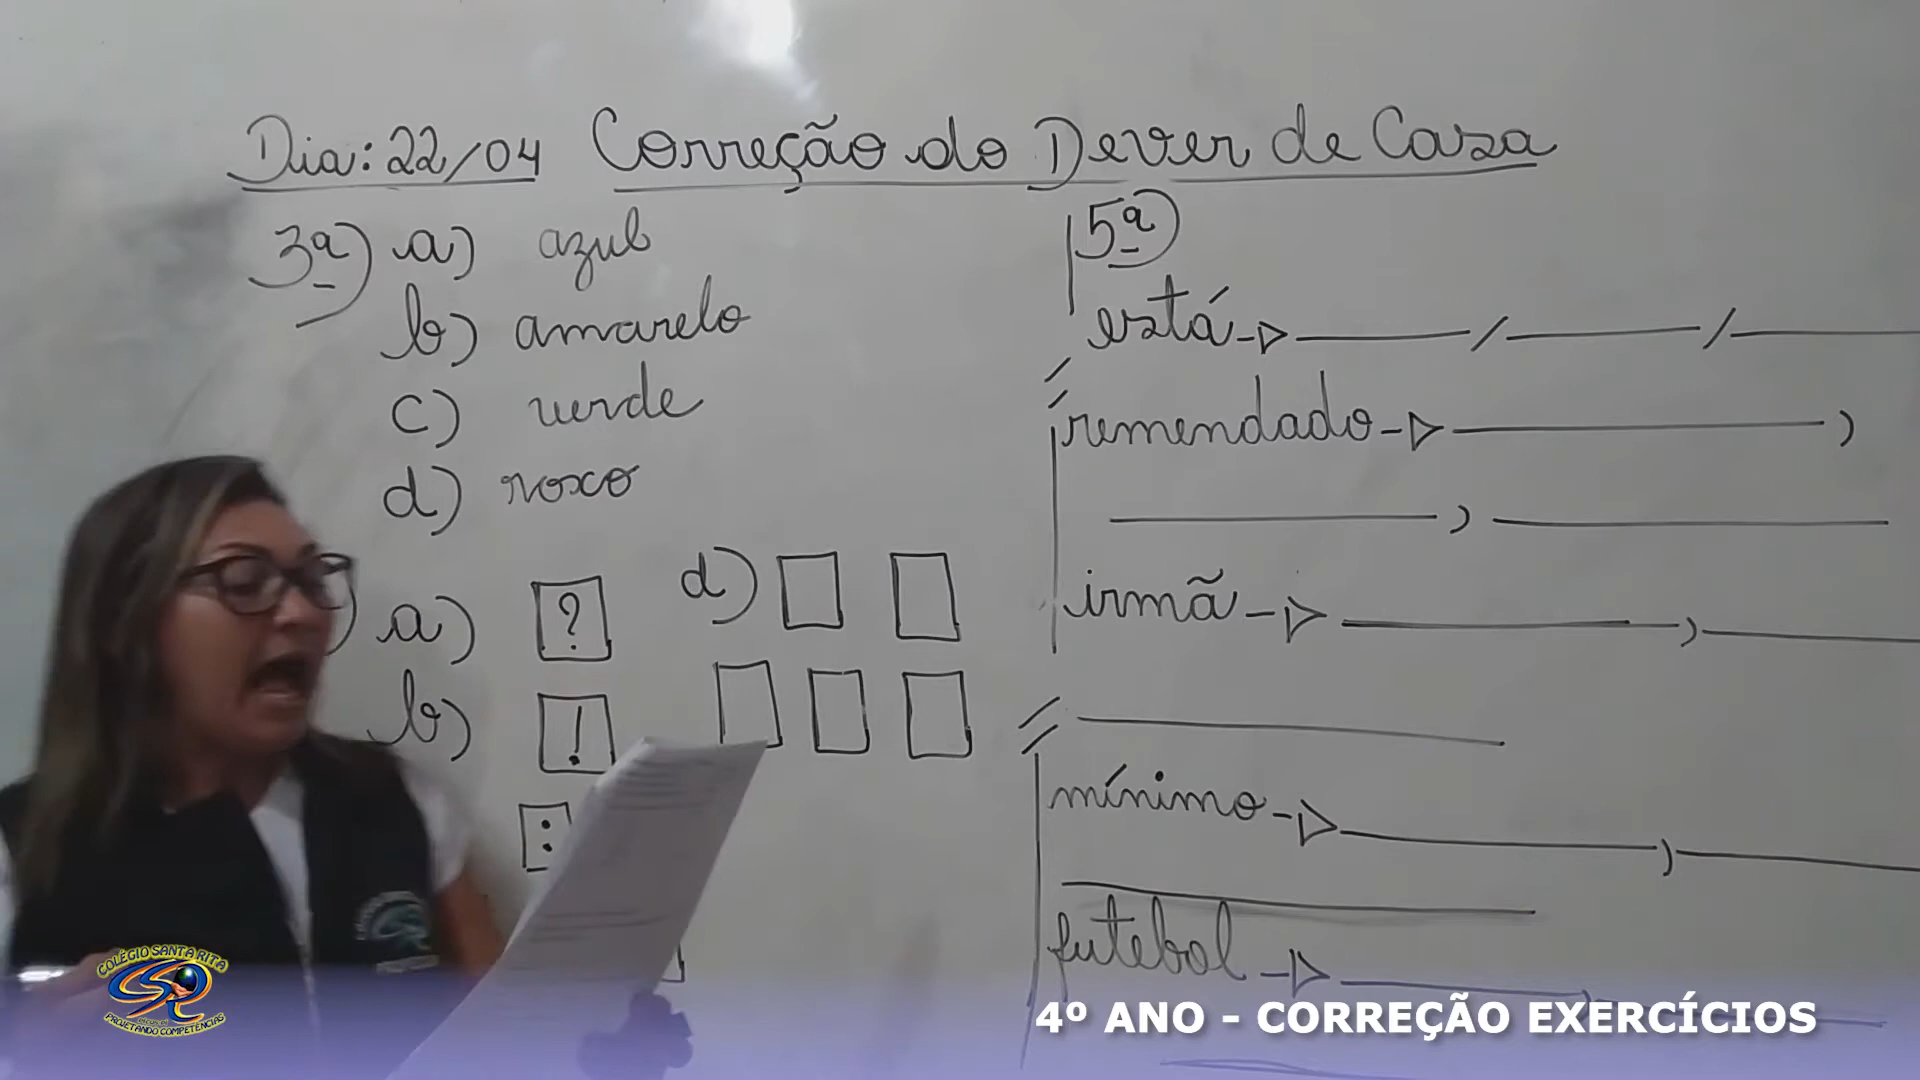 Dia: 22/04 Correção do Dever de Casa
3ª) a) azul
b) amarelo
c) verde
d) roxo
a) ?
b) !
:
d)
5ª)
está
remendado ,
,
irmã ,
mínimo ,
futebol ,
COLÉGIO SANTA RITA
PROJETANDO COMPETÊNCIAS
4º ANO - CORREÇÃO EXERCÍCIOS